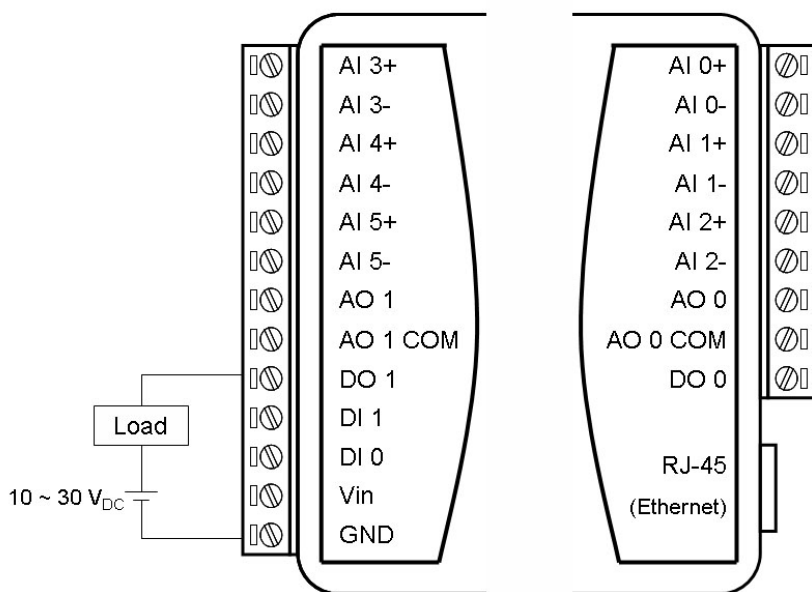 AI 3+
AI 3-
AI 4+
AI 4-
AI 5+
AI 5-
AO 1
AO 1 COM
DO 1
DI 1
DI 0
Vin
GND
Load
10 ~ 30 VDC
AI 0+
AI 0-
AI 1+
AI 1-
AI 2+
AI 2-
AO 0
AO 0 COM
DO 0
RJ-45
(Ethernet)